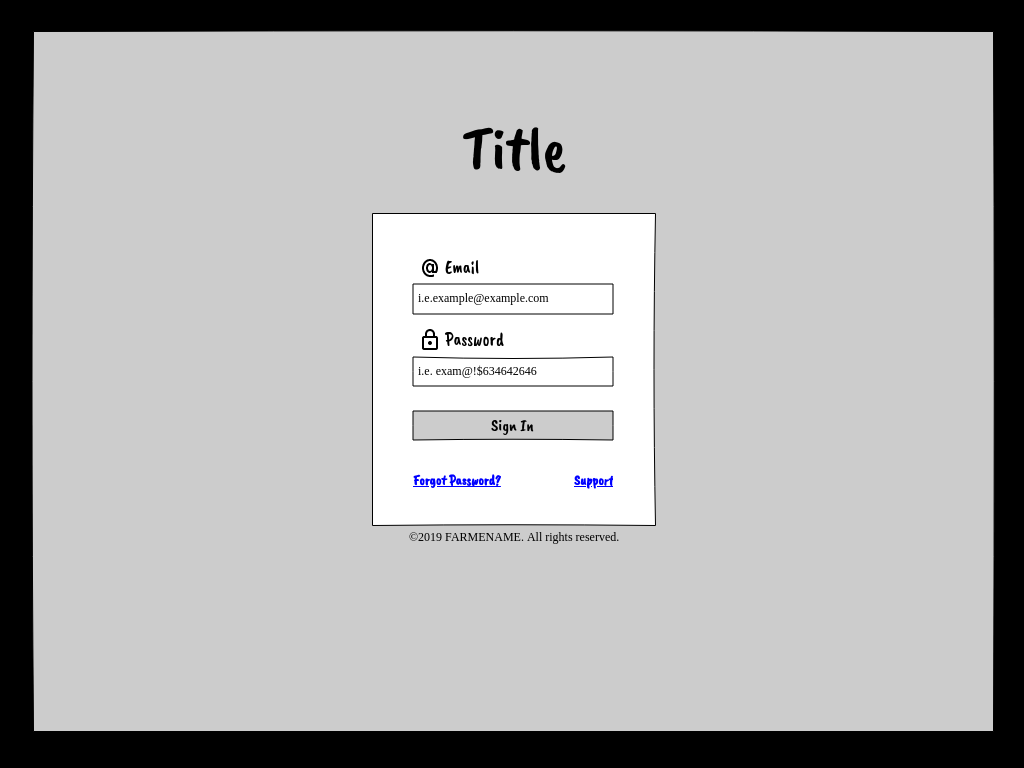 Title
@ Email
i.e.example@example.com
Password
i.e. exam@!$634642646
Sign In
Forgot Password? Support
©2019 FARMENAME. All rights reserved.